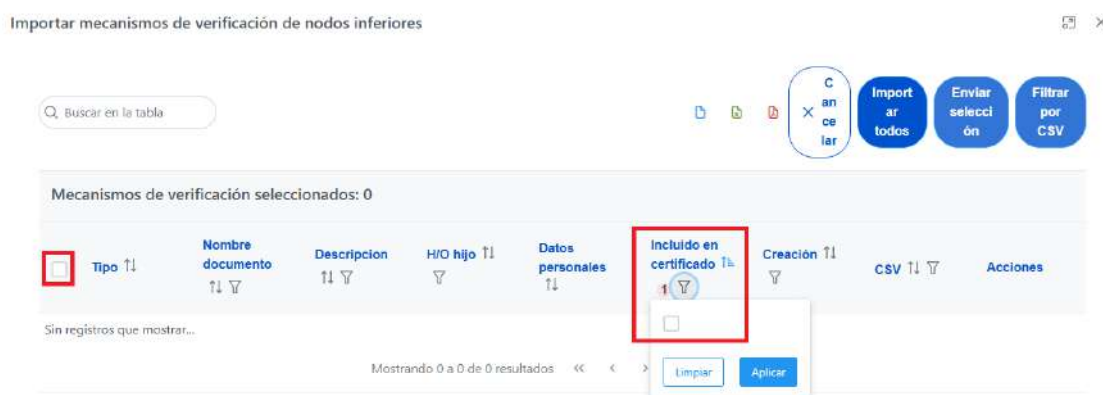 Importar mecanismos de verificación de nodos inferiores
Buscar en la tabla
C
an
ce
lar
Import
ar
todos
Enviar
selecci
ón
Filtrar
por
CSV
Mecanismos de verificación seleccionados: 0
Tipo
Nombre
documento
Descripcion
H/O hijo
Datos
personales
Incluido en
certificado
1
Creación
CSV
Acciones
Sin registros que mostrar...
Mostrando 0 a 0 de 0 resultados
Limpiar
Aplicar